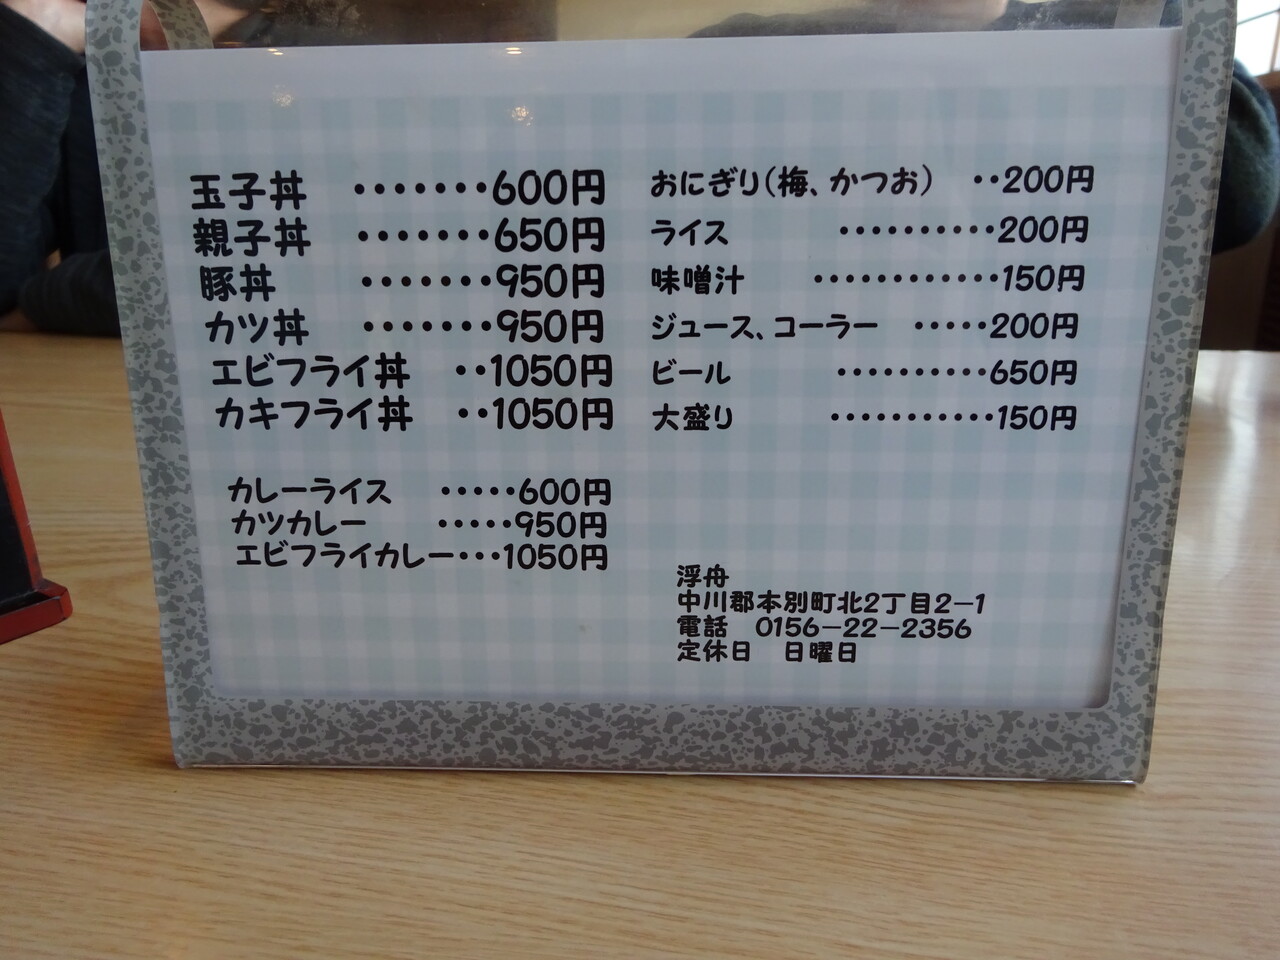 玉子丼 ・・・・・・・600円
親子丼 ・・・・・・・650円
豚丼 ・・・・・・・950円
カツ丼 ・・・・・・・950円
エビフライ丼 ・・1050円
カキフライ丼 ・・1050円
カレーライス ・・・・・600円
カツカレー ・・・・・950円
エビフライカレー・・・1050円
おにぎり(梅、かつお) ・・200円
ライス ・・・・・・・・・・200円
味噌汁 ・・・・・・・・・・・・150円
ジュース、コーラー ・・・・・200円
ビール ・・・・・・・・・・650円
大盛り ・・・・・・・・・・・150円
浮舟
中川郡本別町北2丁目2−1
電話 0156−22−2356
定休日 日曜日